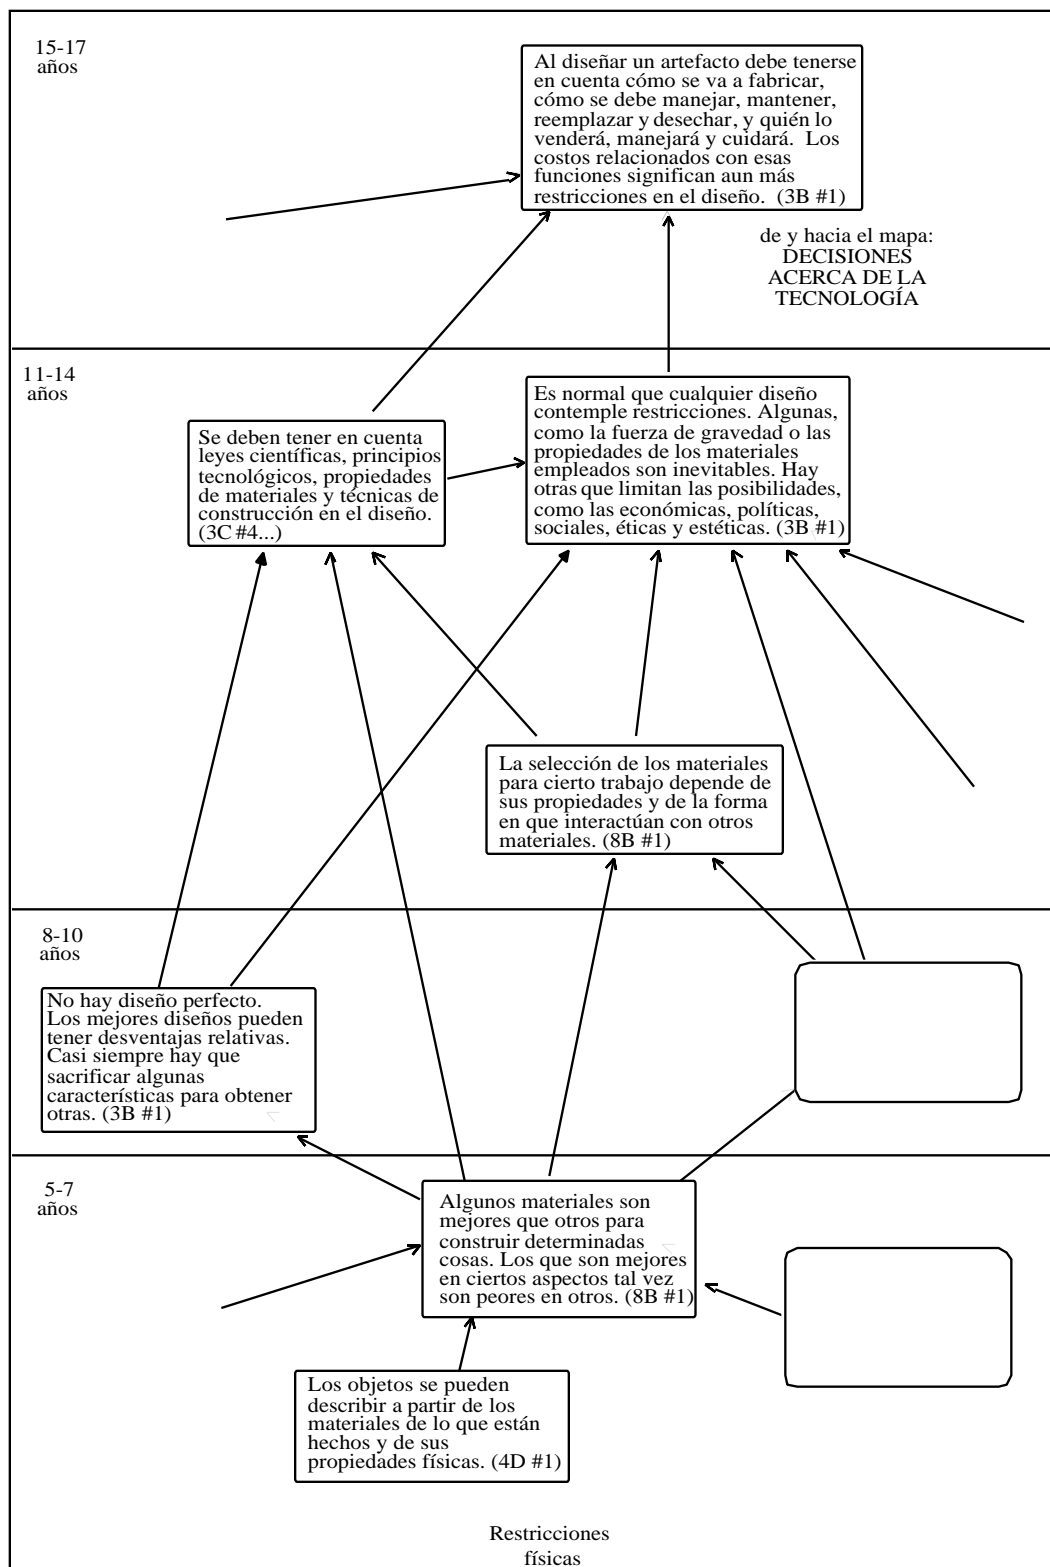 15-17
años
Al diseñar un artefacto debe tenerse
en cuenta cómo se va a fabricar,
cómo se debe manejar, mantener,
reemplazar y desechar, y quién lo
venderá, manejará y cuidará.  Los
costos relacionados con esas
funciones significan aun más
restricciones en el diseño.  (3B #1)
de y hacia el mapa:
DECISIONES
ACERCA DE LA
TECNOLOGÍA
11-14
años
Es normal que cualquier diseño
contemple restricciones. Algunas,
como la fuerza de gravedad o las
propiedades de los materiales
empleados son inevitables. Hay
otras que limitan las posibilidades,
como las económicas, políticas,
sociales, éticas y estéticas. (3B #1)
Se deben tener en cuenta
leyes científicas, principios
tecnológicos, propiedades
de materiales y técnicas de
construcción en el diseño.
(3C #4...)
La selección de los materiales
para cierto trabajo depende de
sus propiedades y de la forma
en que interactúan con otros
materiales. (8B #1)
8-10
años
No hay diseño perfecto.
Los mejores diseños pueden
tener desventajas relativas.
Casi siempre hay que
sacrificar algunas
características para obtener
otras. (3B #1)
5-7
años
Algunos materiales son
mejores que otros para
construir determinadas
cosas. Los que son mejores
en ciertos aspectos tal vez
son peores en otros. (8B #1)
Los objetos se pueden
describir a partir de los
materiales de lo que están
hechos y de sus
propiedades físicas. (4D #1)
Restricciones
físicas